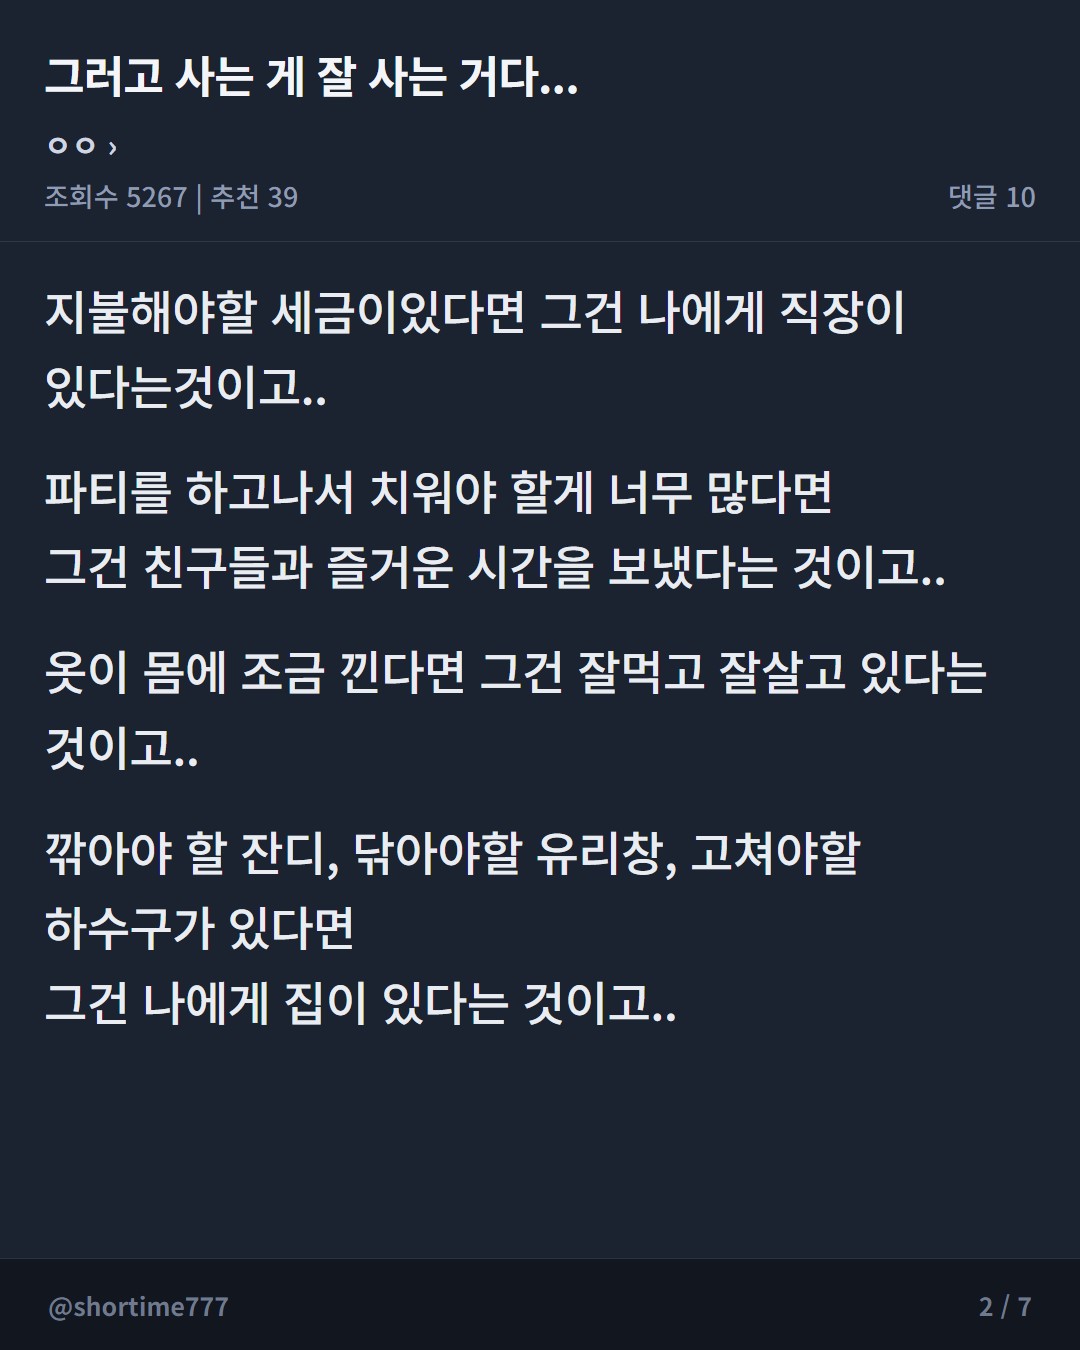 그러고 사는 게 잘 사는 거다...
ㅇㅇ ›
조회수 5267 | 추천 39
댓글 10
지불해야할 세금이있다면 그건 나에게 직장이
있다는것이고..
파티를 하고나서 치워야 할게 너무 많다면
그건 친구들과 즐거운 시간을 보냈다는 것이고..
옷이 몸에 조금 낀다면 그건 잘먹고 잘살고 있다는
것이고..
깎아야 할 잔디, 닦아야할 유리창, 고쳐야할
하수구가 있다면
그건 나에게 집이 있다는 것이고..
@shortime777
2 / 7